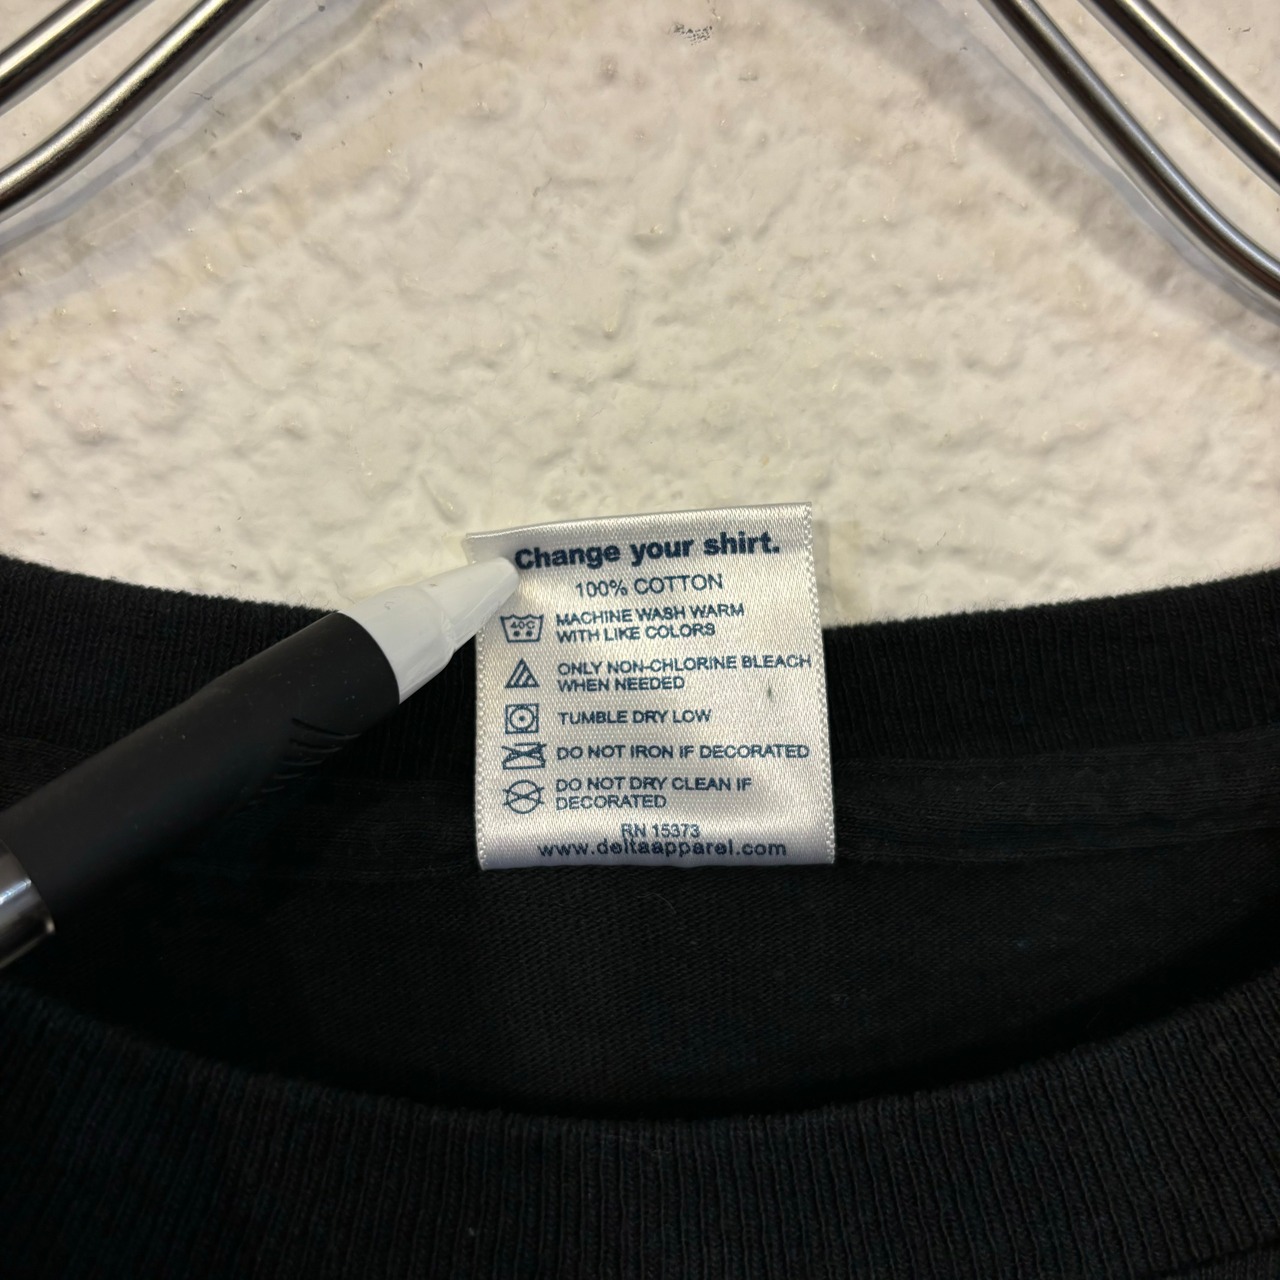 Change your shirt.
100% COTTON
40C
MACHINE WASH WARM
WITH LIKE COLORS
ONLY NON-CHLORINE BLEACH
WHEN NEEDED
TUMBLE DRY LOW
DO NOT IRON IF DECORATED
DO NOT DRY CLEAN IF
DECORATED
RN 15373
www.deltaapparel.com